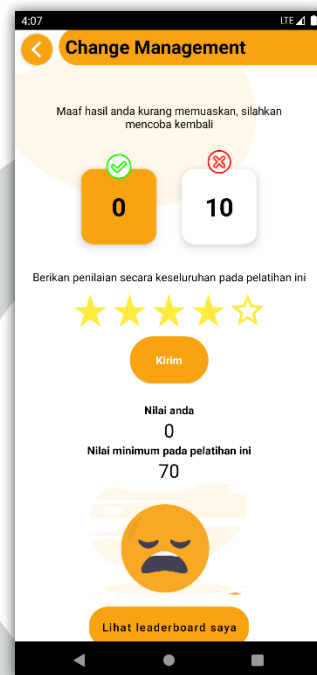 4:07
LTE
Change Management
Maaf hasil anda kurang memuaskan, silahkan
mencoba kembali
0
10
Berikan penilaian secara keseluruhan pada pelatihan ini
Kirim
Nilai anda
0
Nilai minimum pada pelatihan ini
70
Lihat leaderboard saya